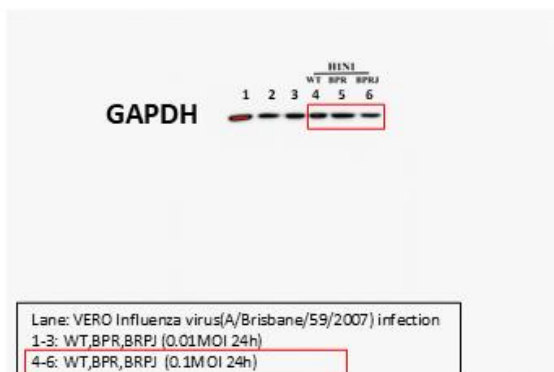 H1N1
WT BPR BPRJ
1 2 3 4 5 6
GAPDH
Lane: VERO Influenza virus(A/Brisbane/59/2007) infection
1-3: WT,BPR,BRPJ (0.01MOI 24h)
4-6: WT,BPR,BRPJ (0.1MOI 24h)